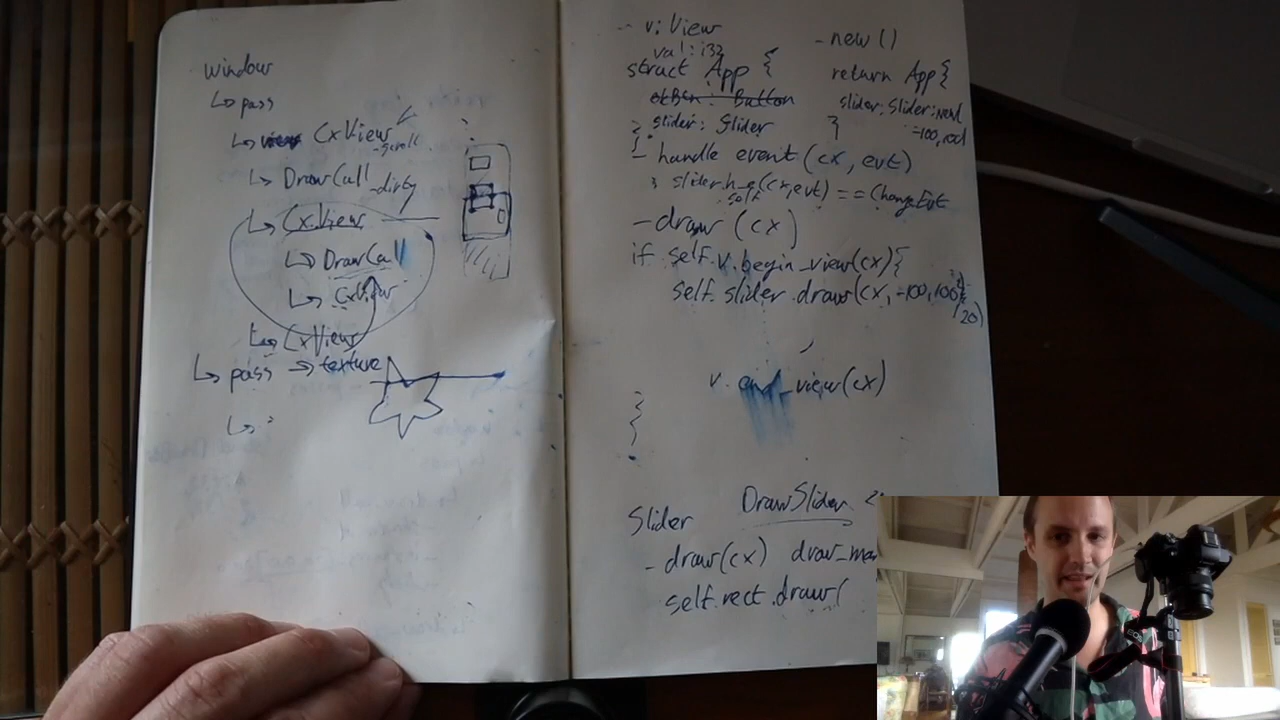 Window
↳ pass
↳ CxView
-scroll
↳ DrawCall -dirty
↳ CxView
↳ DrawCall
↳ CxView
↳ CxView
↳ pass → texture
↳ :
- v: View
val: i32
struct App {
slider: Slider
}
- new ()
return App {
slider: Slider::new
-100,
}
- handle event (cx, evt)
slider.h_e(cx, evt) == ChangeEvt
self
- draw (cx)
if self.v.begin_view(cx){
self.slider.draw(cx, -100, 100
20)
v. end_view(cx)
}
Slider DrawSlider
- draw(cx)
self.rect.draw(